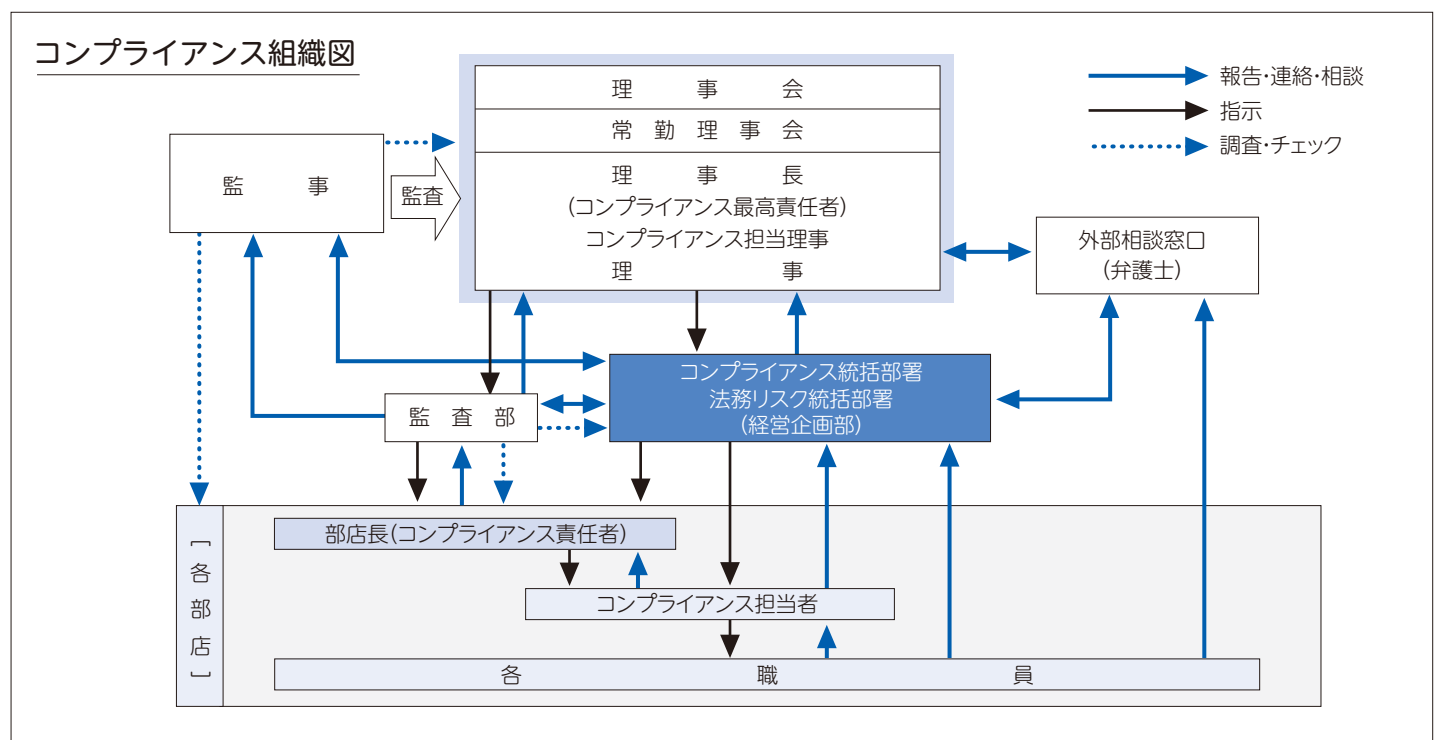 コンプライアンス組織図
報告・連絡・相談
指示
調査・チェック
理事会
常勤理事会
理事長
(コンプライアンス最高責任者)
コンプライアンス担当理事
理事
監事
監査
外部相談窓口
(弁護士)
コンプライアンス統括部署
法務リスク統括部署
(経営企画部)
監査部
[各部店]
部店長(コンプライアンス責任者)
コンプライアンス担当者
各職員